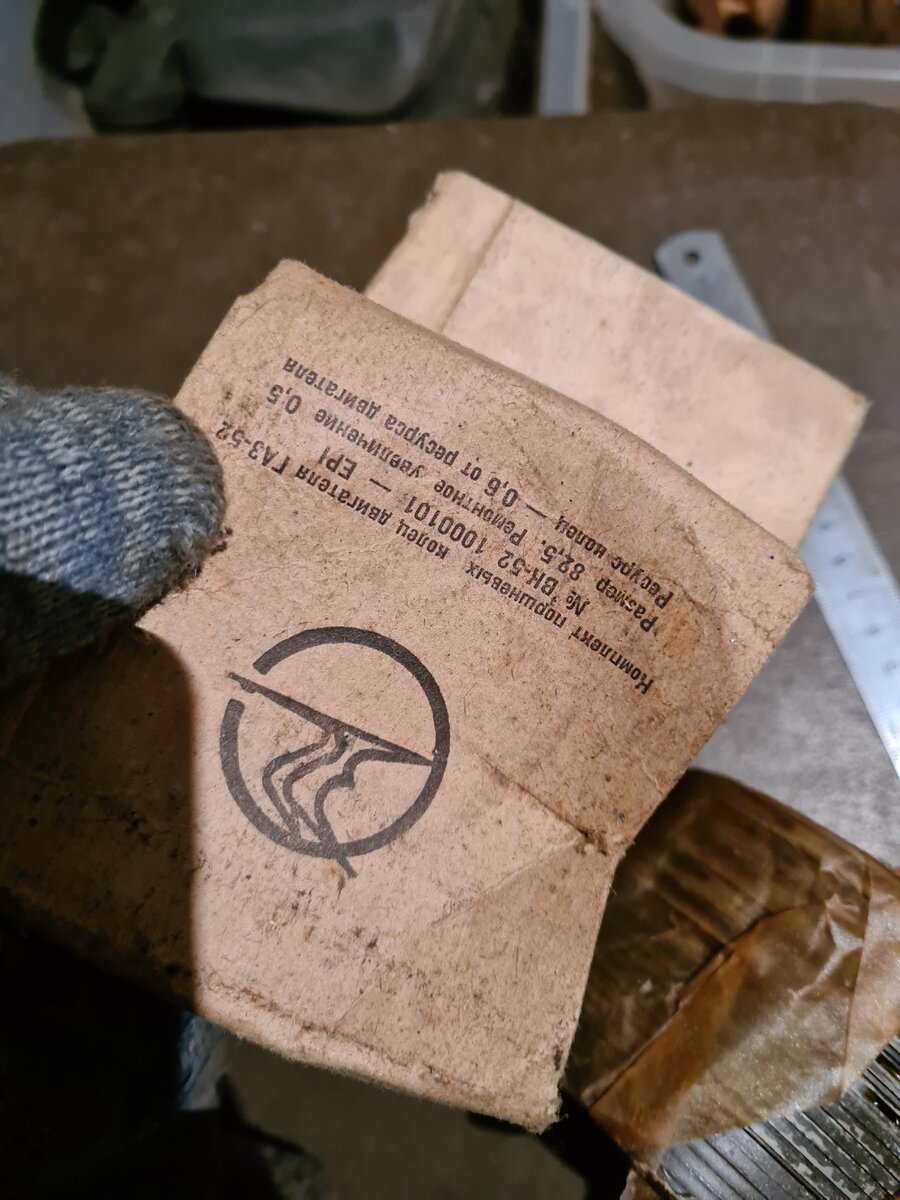 Комплект поршневых
колец двигателя ГАЗ-52
№ ВК-52 1000101 — ЕР1
Размер 82,5. Ремонтное увеличение 0,5
Ресурс колец — 0,6 от ресурса двигателя